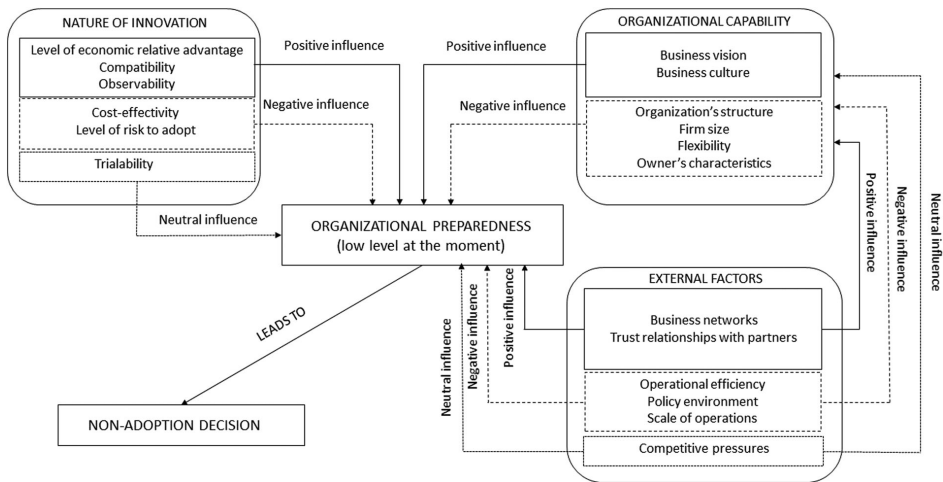 NATURE OF INNOVATION
Level of economic relative advantage
Compatibility
Observability
Cost-effectivity
Level of risk to adopt
Trialability
Positive influence
Negative influence
Neutral influence
ORGANIZATIONAL CAPABILITY
Business vision
Business culture
Organization's structure
Firm size
Flexibility
Owner's characteristics
Positive influence
Negative influence
ORGANIZATIONAL PREPAREDNESS
(low level at the moment)
LEADS TO
NON-ADOPTION DECISION
EXTERNAL FACTORS
Business networks
Trust relationships with partners
Operational efficiency
Policy environment
Scale of operations
Competitive pressures
Neutral influence
Negative influence
Positive influence
Positive influence
Negative influence
Neutral influence